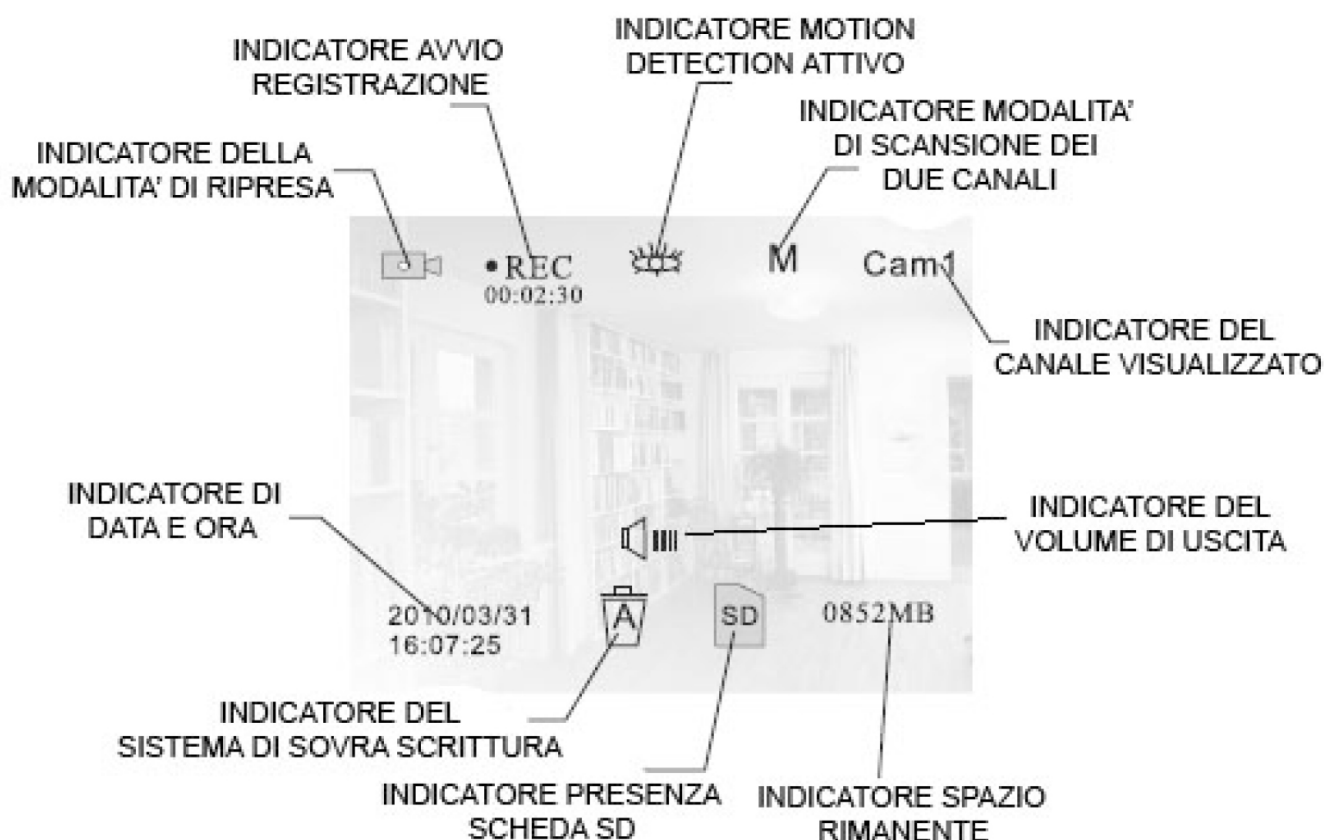 INDICATORE MOTION
DETECTION ATTIVO
INDICATORE AVVIO
REGISTRAZIONE
INDICATORE MODALITA'
DI SCANSIONE DEI
DUE CANALI
INDICATORE DELLA
MODALITA' DI RIPRESA
•REC
00:02:30
M
Cam1
INDICATORE DEL
CANALE VISUALIZZATO
INDICATORE DI
DATA E ORA
INDICATORE DEL
VOLUME DI USCITA
2010/03/31
16:07:25
A
SD
0852MB
INDICATORE DEL
SISTEMA DI SOVRA SCRITTURA
INDICATORE PRESENZA
SCHEDA SD
INDICATORE SPAZIO
RIMANENTE